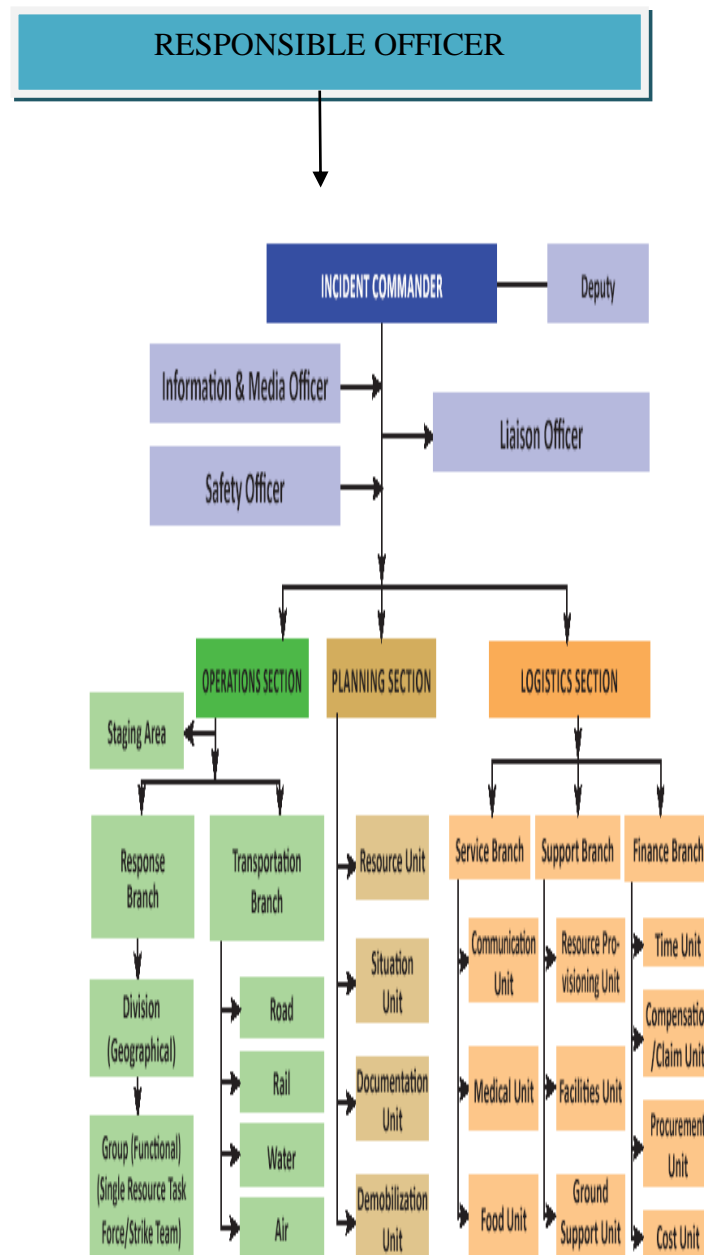 RESPONSIBLE OFFICER
INCIDENT COMMANDER
Deputy
Information & Media Officer
Liaison Officer
Safety Officer
OPERATIONS SECTION
PLANNING SECTION
LOGISTICS SECTION
Staging Area
Response
Branch
Transportation
Branch
Division
(Geographical)
Group (Functional)
(Single Resource Task
Force/Strike Team)
Road
Rail
Water
Air
Resource Unit
Situation
Unit
Documentation
Unit
Demobilization
Unit
Service Branch
Support Branch
Finance Branch
Communication
Unit
Medical Unit
Food Unit
Resource Pro-
visioning Unit
Facilities Unit
Ground
Support Unit
Time Unit
Compensation
/Claim Unit
Procurement
Unit
Cost Unit